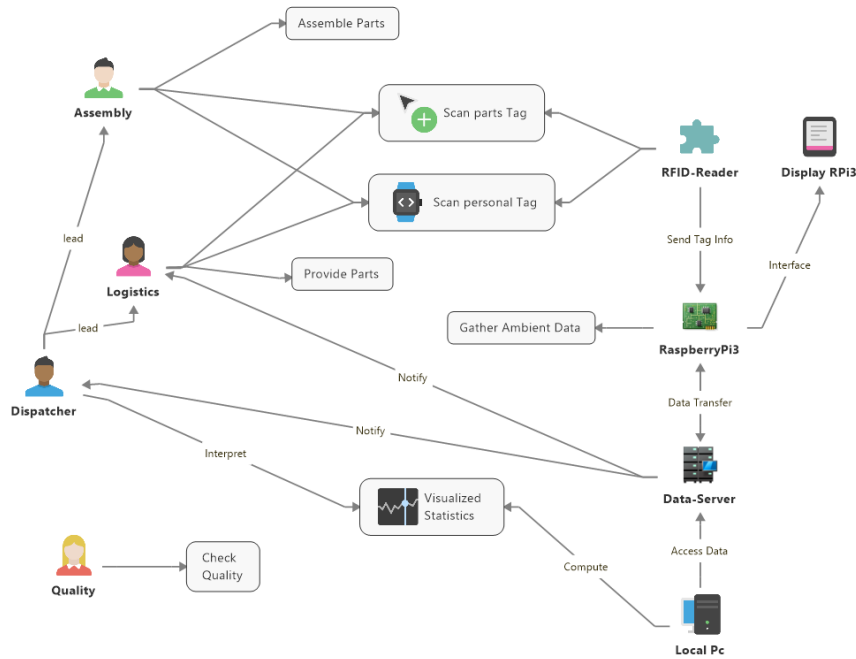 Assemble Parts
Assembly
Scan parts Tag
RFID-Reader
Display RPi3
Scan personal Tag
lead
Send Tag Info
Logistics
Provide Parts
Interface
lead
Gather Ambient Data
RaspberryPi3
Dispatcher
Notify
Data Transfer
Notify
Interpret
Visualized
Statistics
Data-Server
Check
Quality
Access Data
Compute
Quality
Local Pc